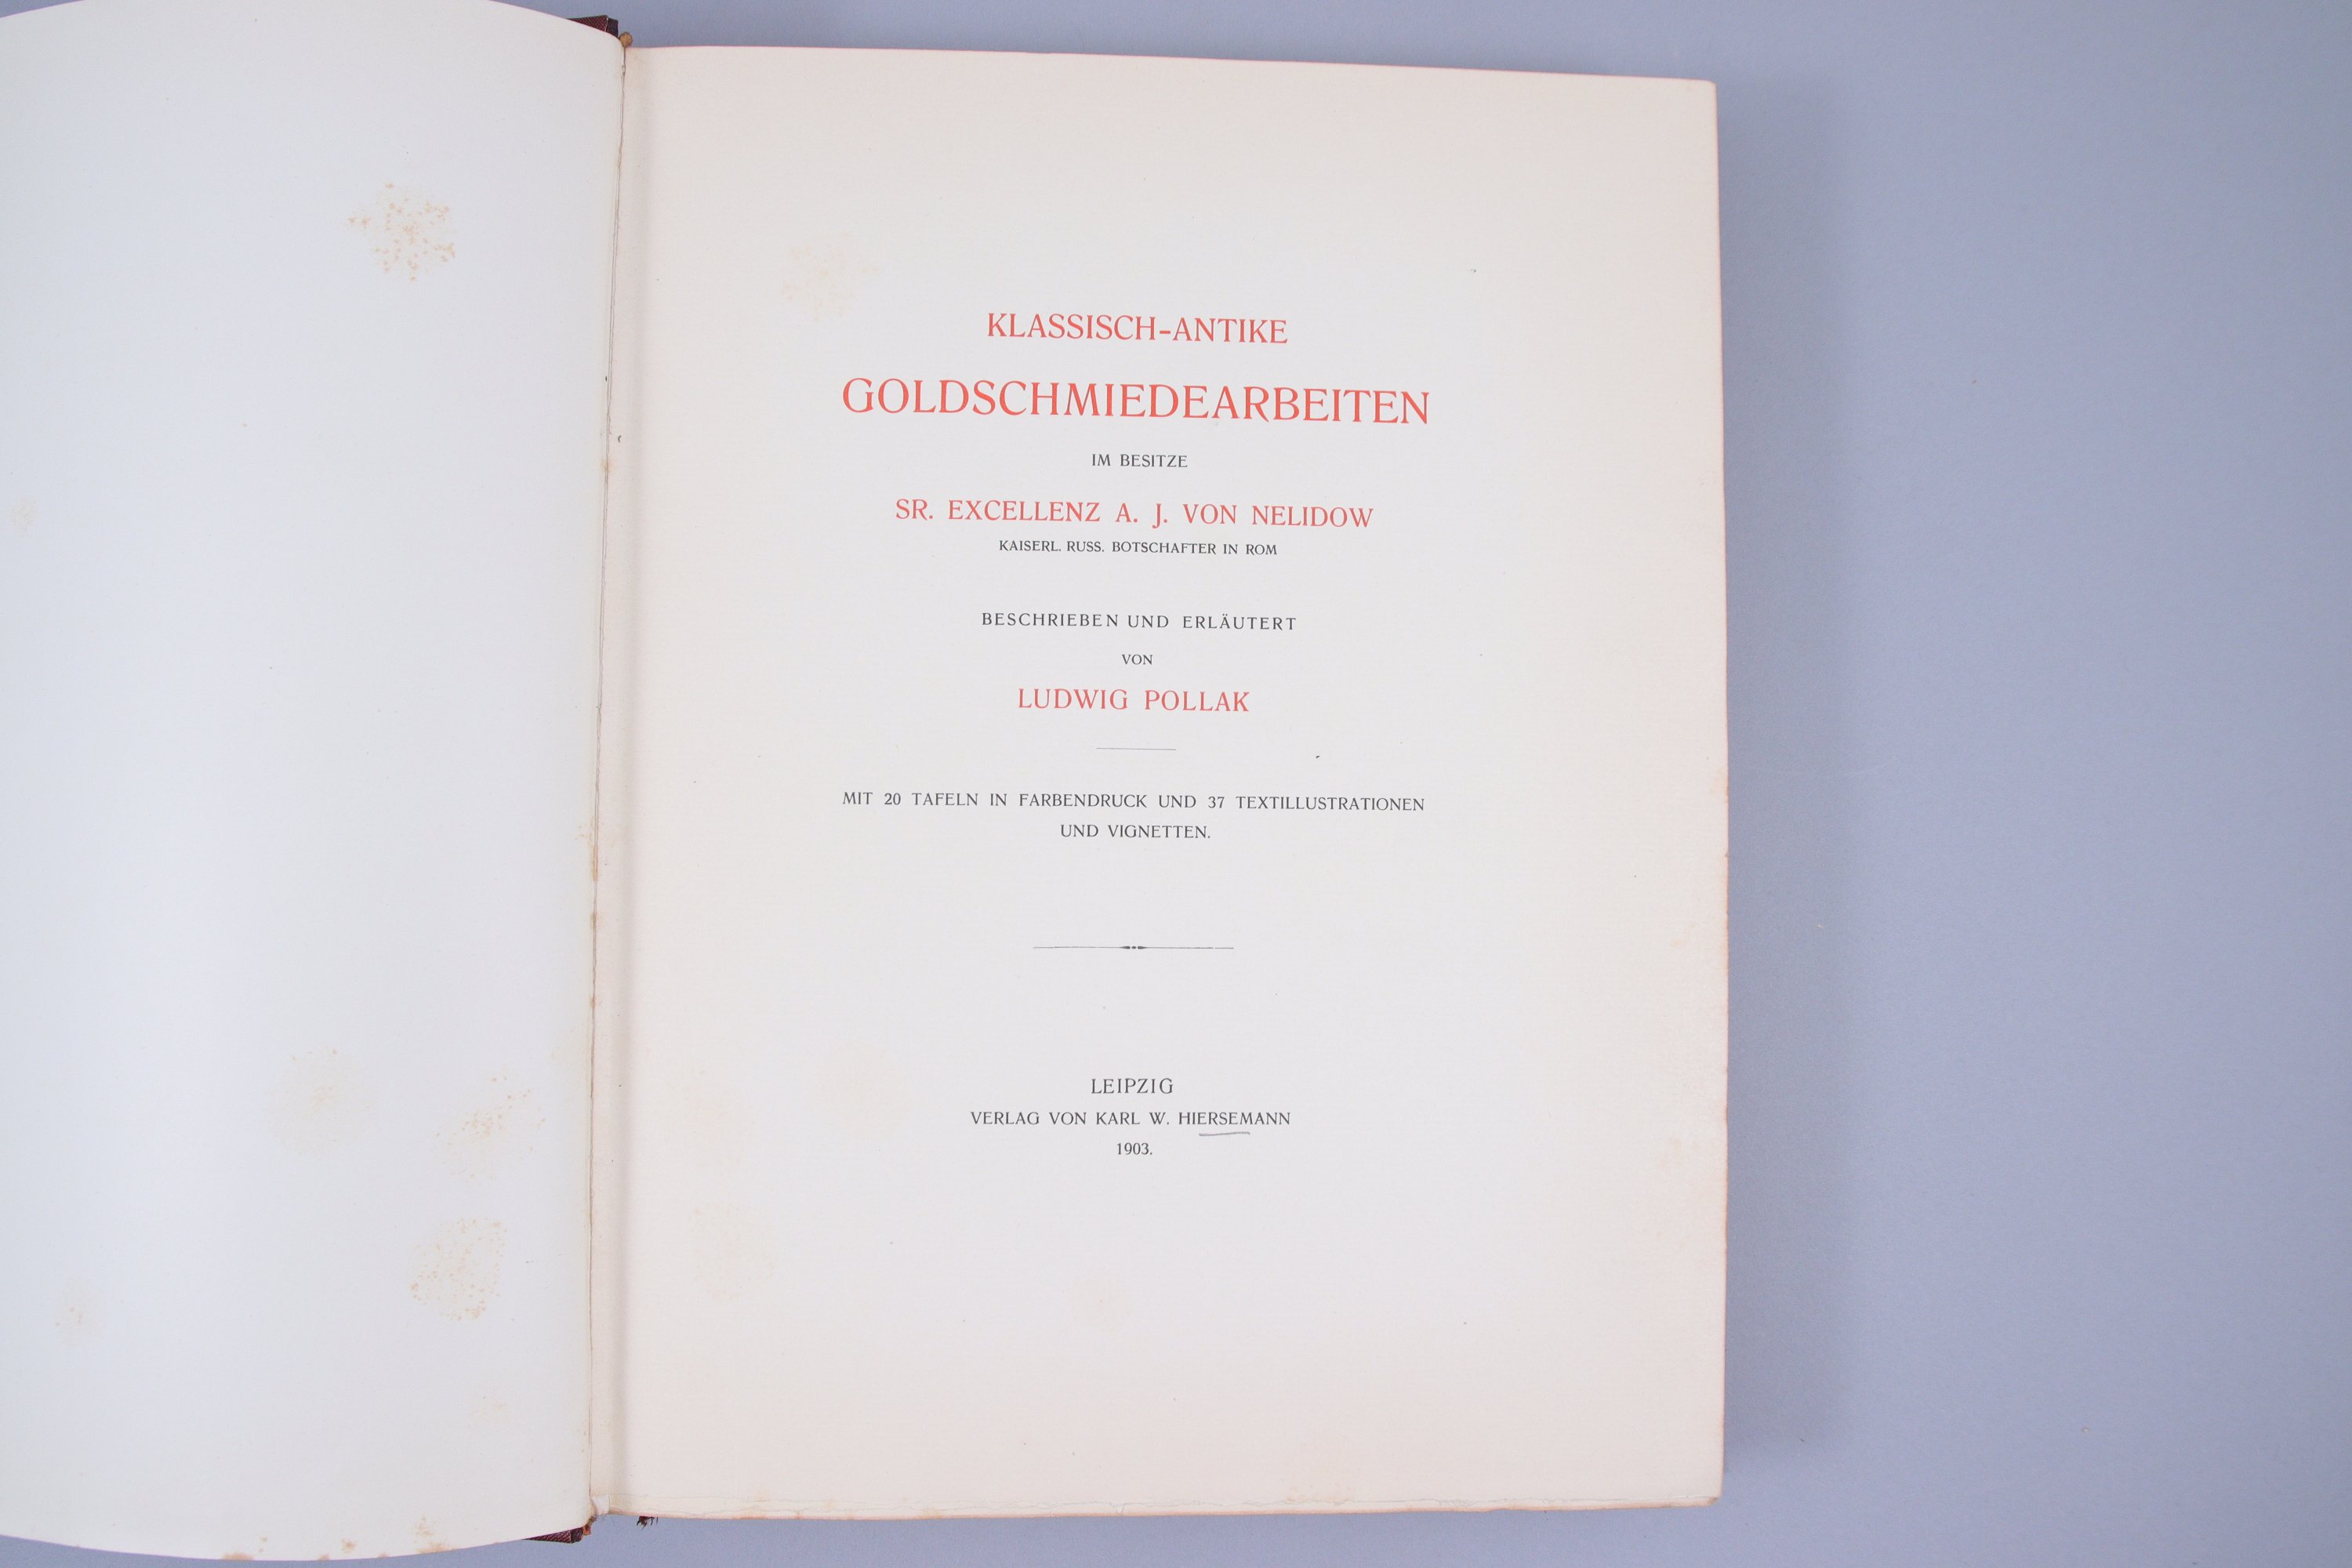 KLASSISCH-ANTIKE
GOLDSCHMIEDEARBEITEN
IM BESITZE
SR. EXCELLENZ A. J. VON NELIDOW
KAISERL. RUSS. BOTSCHAFTER IN ROM
BESCHRIEBEN UND ERLÄUTERT
VON
LUDWIG POLLAK
MIT 20 TAFELN IN FARBENDRUCK UND 37 TEXTILLUSTRATIONEN
UND VIGNETTEN.
LEIPZIG
VERLAG VON KARL W. HIERSEMANN
1903.